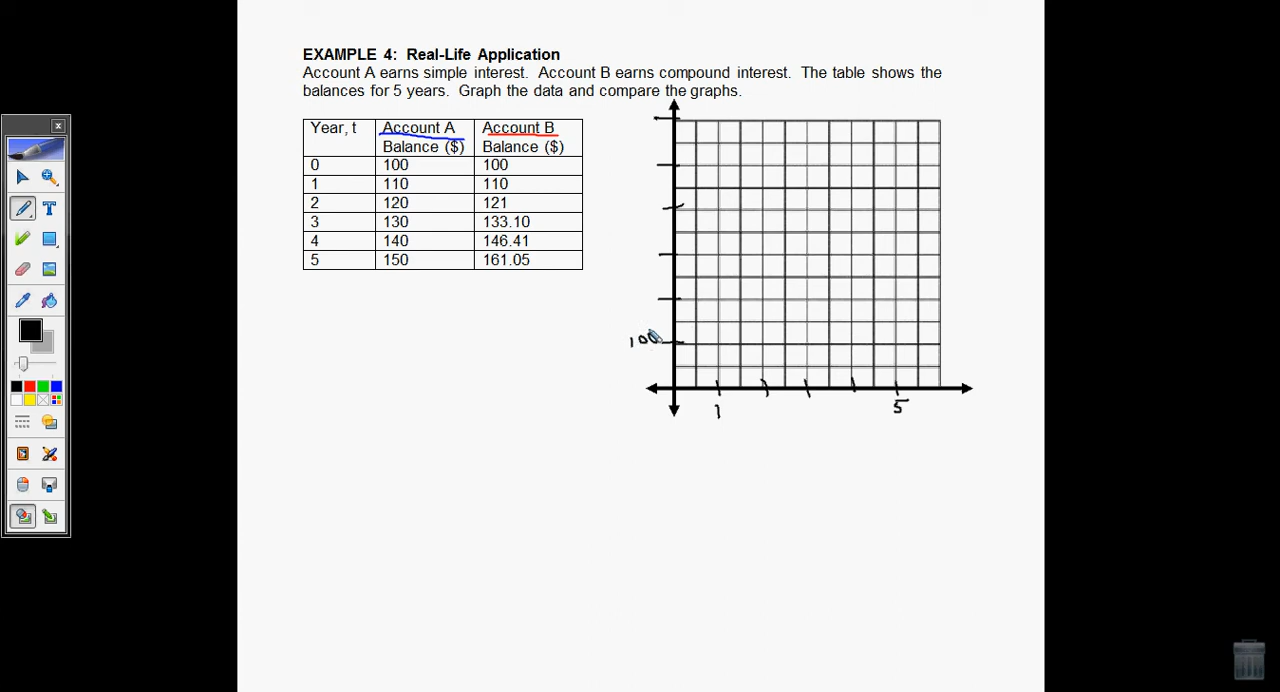 EXAMPLE 4: Real-Life Application
Account A earns simple interest. Account B earns compound interest. The table shows the
balances for 5 years. Graph the data and compare the graphs.
Year, t Account A Account B
Balance ($) Balance ($)
0 100 100
1 110 110
2 120 121
3 130 133.10
4 140 146.41
5 150 161.05
100
1 5